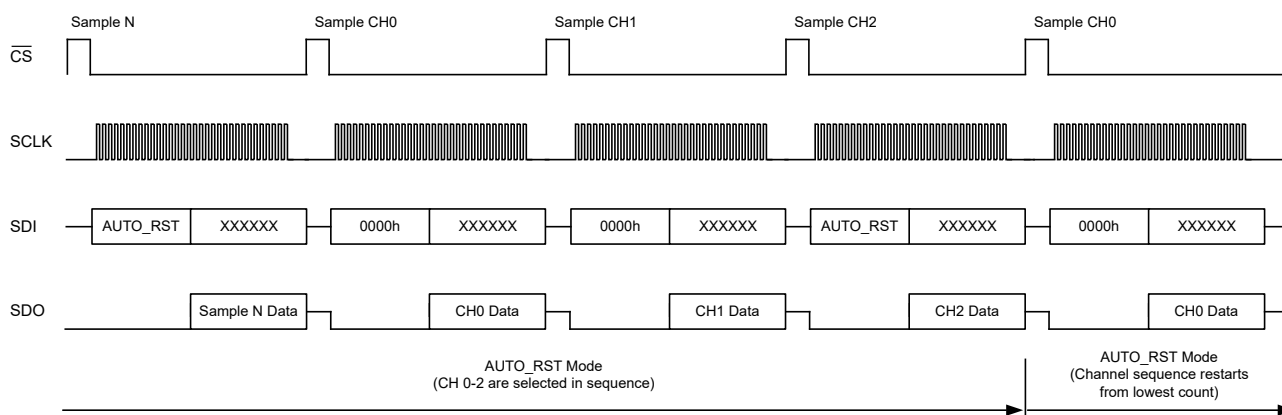 Sample N
Sample CH0
Sample CH1
Sample CH2
Sample CH0
CS
SCLK
SDI
AUTO_RST
XXXXXX
0000h
XXXXXX
0000h
XXXXXX
AUTO_RST
XXXXXX
0000h
XXXXXX
SDO
Sample N Data
CH0 Data
CH1 Data
CH2 Data
CH0 Data
AUTO_RST Mode
(CH 0-2 are selected in sequence)
AUTO_RST Mode
(Channel sequence restarts
from lowest count)